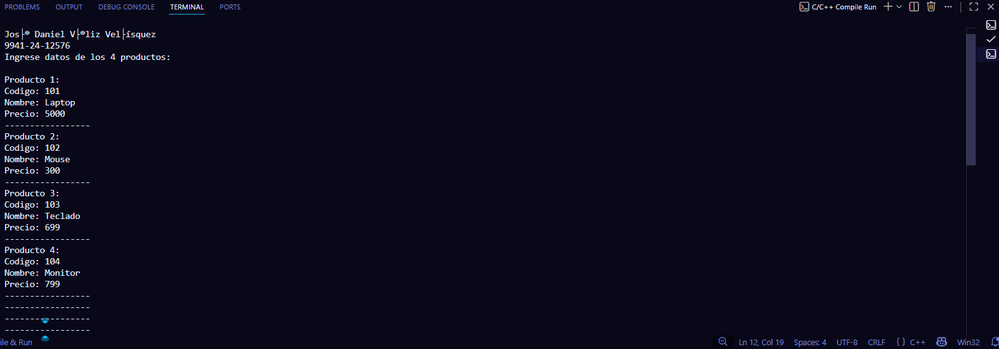 PROBLEMS OUTPUT DEBUG CONSOLE TERMINAL PORTS C/C++ Compile Run
Jos├® Daniel V├®liz Vel├ísquez
9941-24-12576
Ingrese datos de los 4 productos:
Producto 1:
Codigo: 101
Nombre: Laptop
Precio: 5000
-----------------
Producto 2:
Codigo: 102
Nombre: Mouse
Precio: 300
-----------------
Producto 3:
Codigo: 103
Nombre: Teclado
Precio: 699
-----------------
Producto 4:
Codigo: 104
Nombre: Monitor
Precio: 799
-----------------
-----------------
-----------------
-----------------
ile & Run Ln 12, Col 19 Spaces: 4 UTF-8 CRLF { } C++ Win32